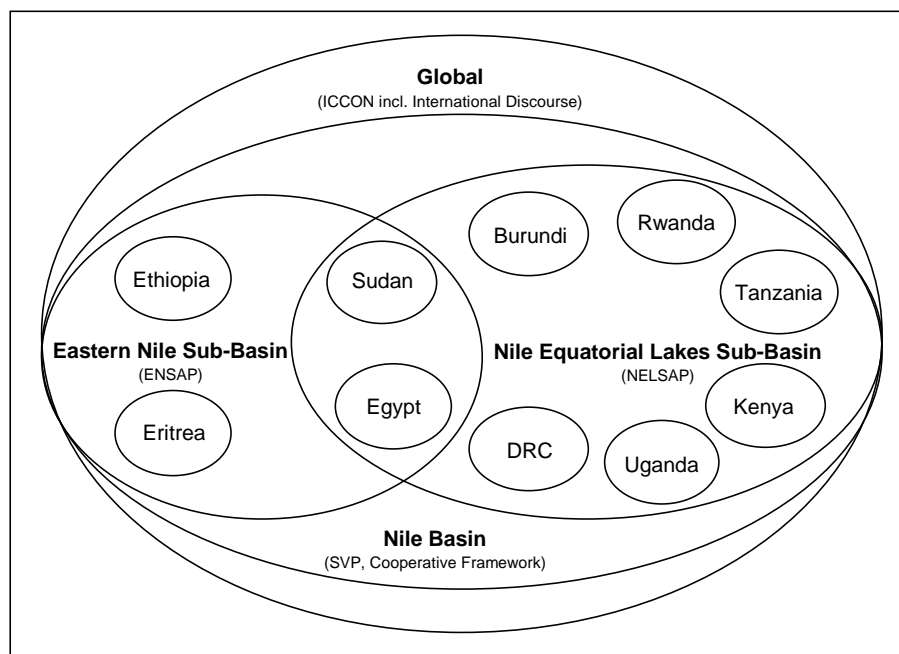 Global
(ICCON incl. International Discourse)
Burundi
Rwanda
Ethiopia
Sudan
Tanzania
Eastern Nile Sub-Basin
(ENSAP)
Nile Equatorial Lakes Sub-Basin
(NELSAP)
Eritrea
Egypt
Kenya
DRC
Uganda
Nile Basin
(SVP, Cooperative Framework)